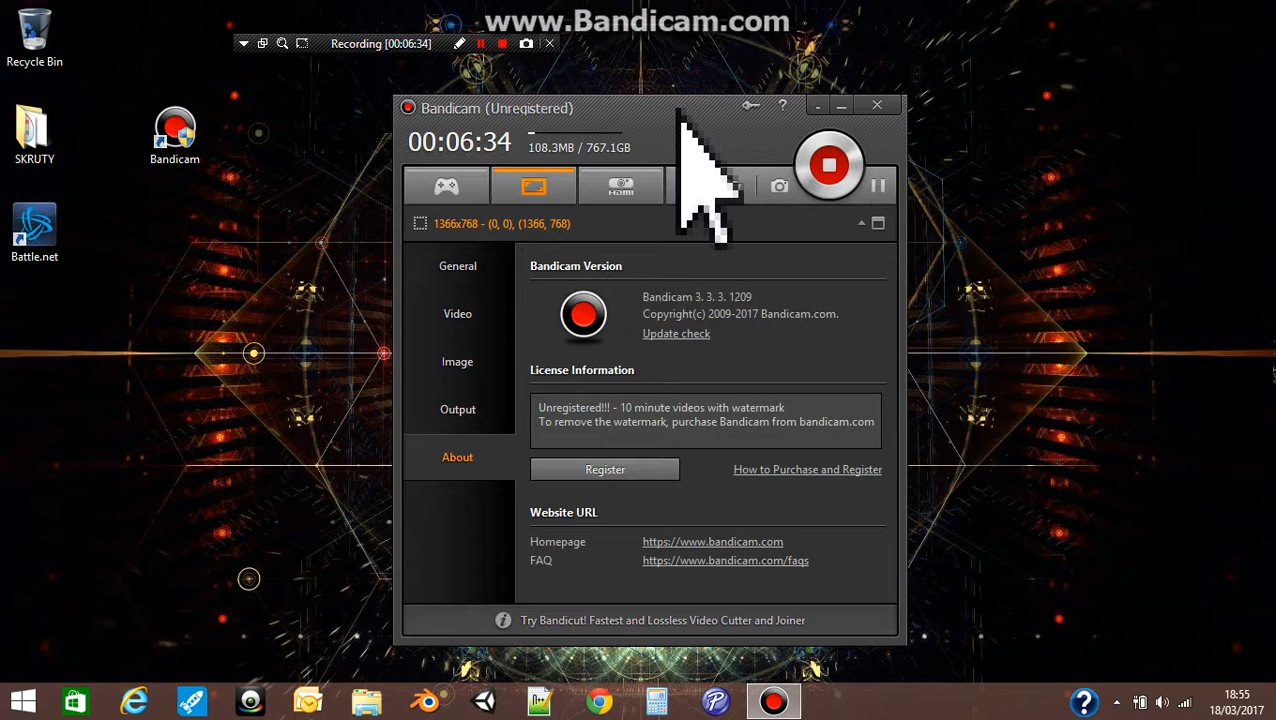 www.Bandicam.com
Recycle Bin
Recording [00:06:34]
Bandicam (Unregistered)
?
SKRUTY
Bandicam
00:06:34
108.3MB / 767.1GB
HDMI
1366x768 - (0, 0), (1366, 768)
Battle.net
General
Video
Image
Output
About
Bandicam Version
Bandicam 3. 3. 3. 1209
Copyright(c) 2009-2017 Bandicam.com.
Update check
License Information
Unregistered!!! - 10 minute videos with watermark
To remove the watermark, purchase Bandicam from bandicam.com
Register
How to Purchase and Register
Website URL
Homepage https://www.bandicam.com
FAQ https://www.bandicam.com/faqs
Try Bandicut! Fastest and Lossless Video Cutter and Joiner
18:55
18/03/2017